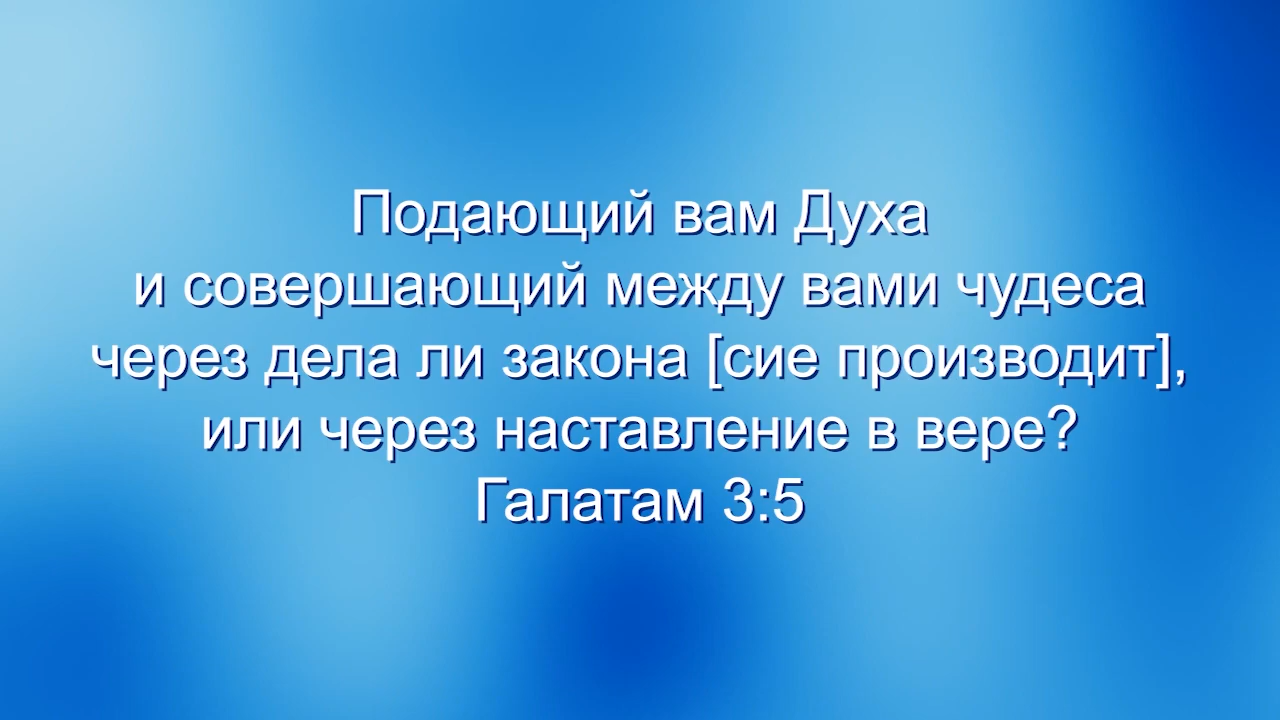 Подающий вам Духа
и совершающий между вами чудеса
через дела ли закона [сие производит],
или через наставление в вере?
Галатам 3:5